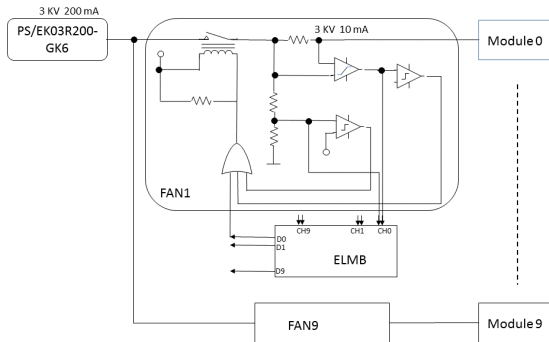 3 KV 200 mA
PS/EK03R200-
GK6
3 KV 10 mA
Module 0
FAN1
CH9
CH1
CH0
D0
D1
D9
ELMB
FAN9
Module 9